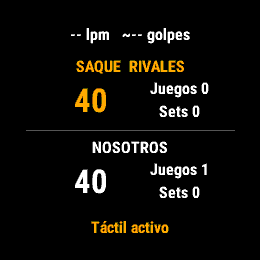 -- lpm ~-- golpes
SAQUE RIVALES
40
Juegos 0
Sets 0
NOSOTROS
40
Juegos 1
Sets 0
Táctil activo